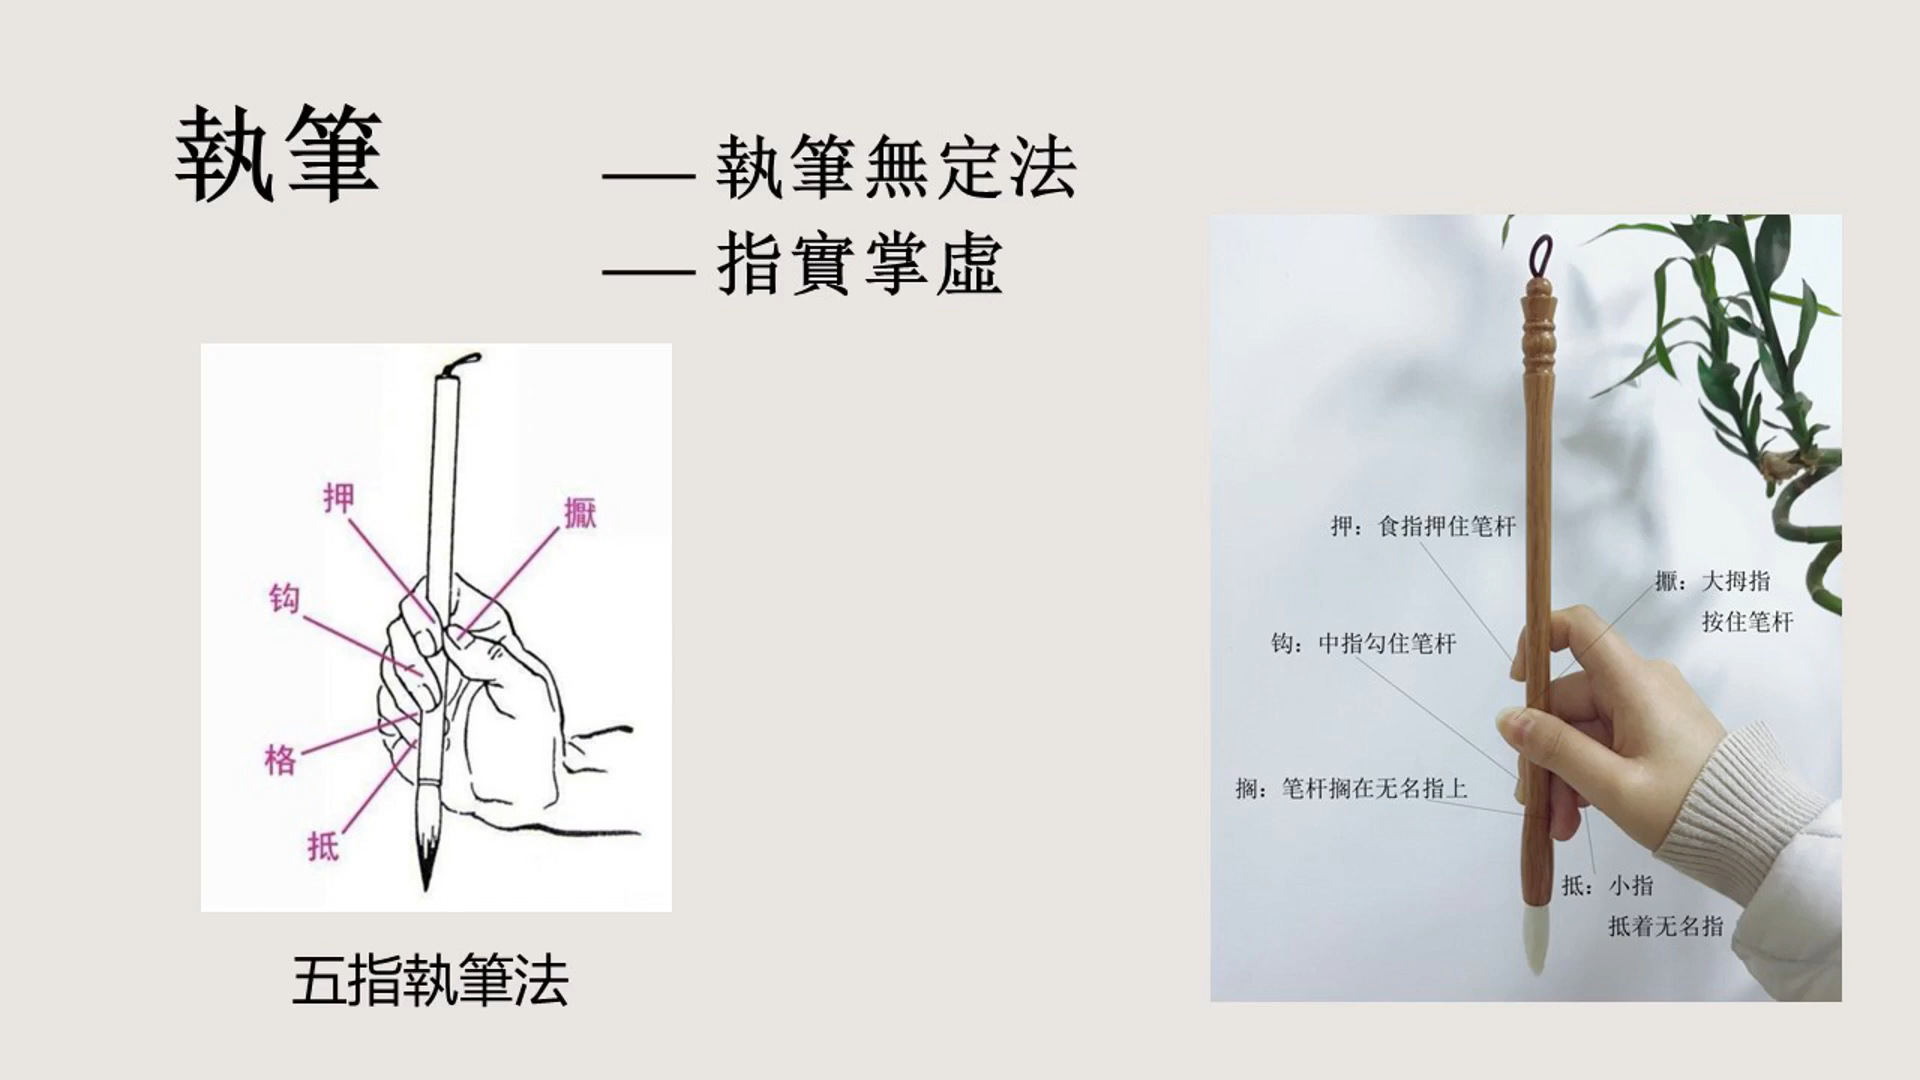 執筆
— 執筆無定法
— 指實掌虛
押
擫
钩
格
抵
五指執筆法
押：食指押住笔杆
擫：大拇指
按住笔杆
钩：中指勾住笔杆
搁：笔杆搁在无名指上
抵：小指
抵着无名指